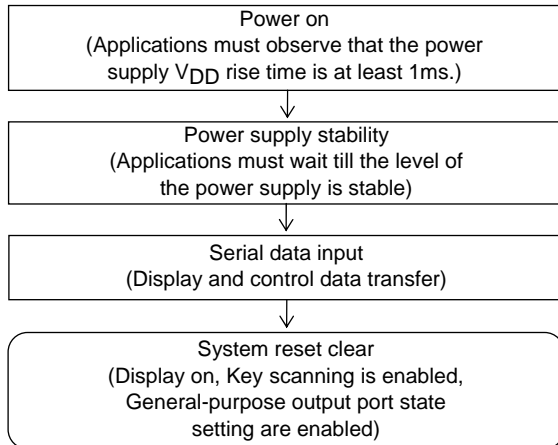 Power on
(Applications must observe that the power
supply VDD rise time is at least 1ms.)
Power supply stability
(Applications must wait till the level of
the power supply is stable)
Serial data input
(Display and control data transfer)
System reset clear
(Display on, Key scanning is enabled,
General-purpose output port state
setting are enabled)